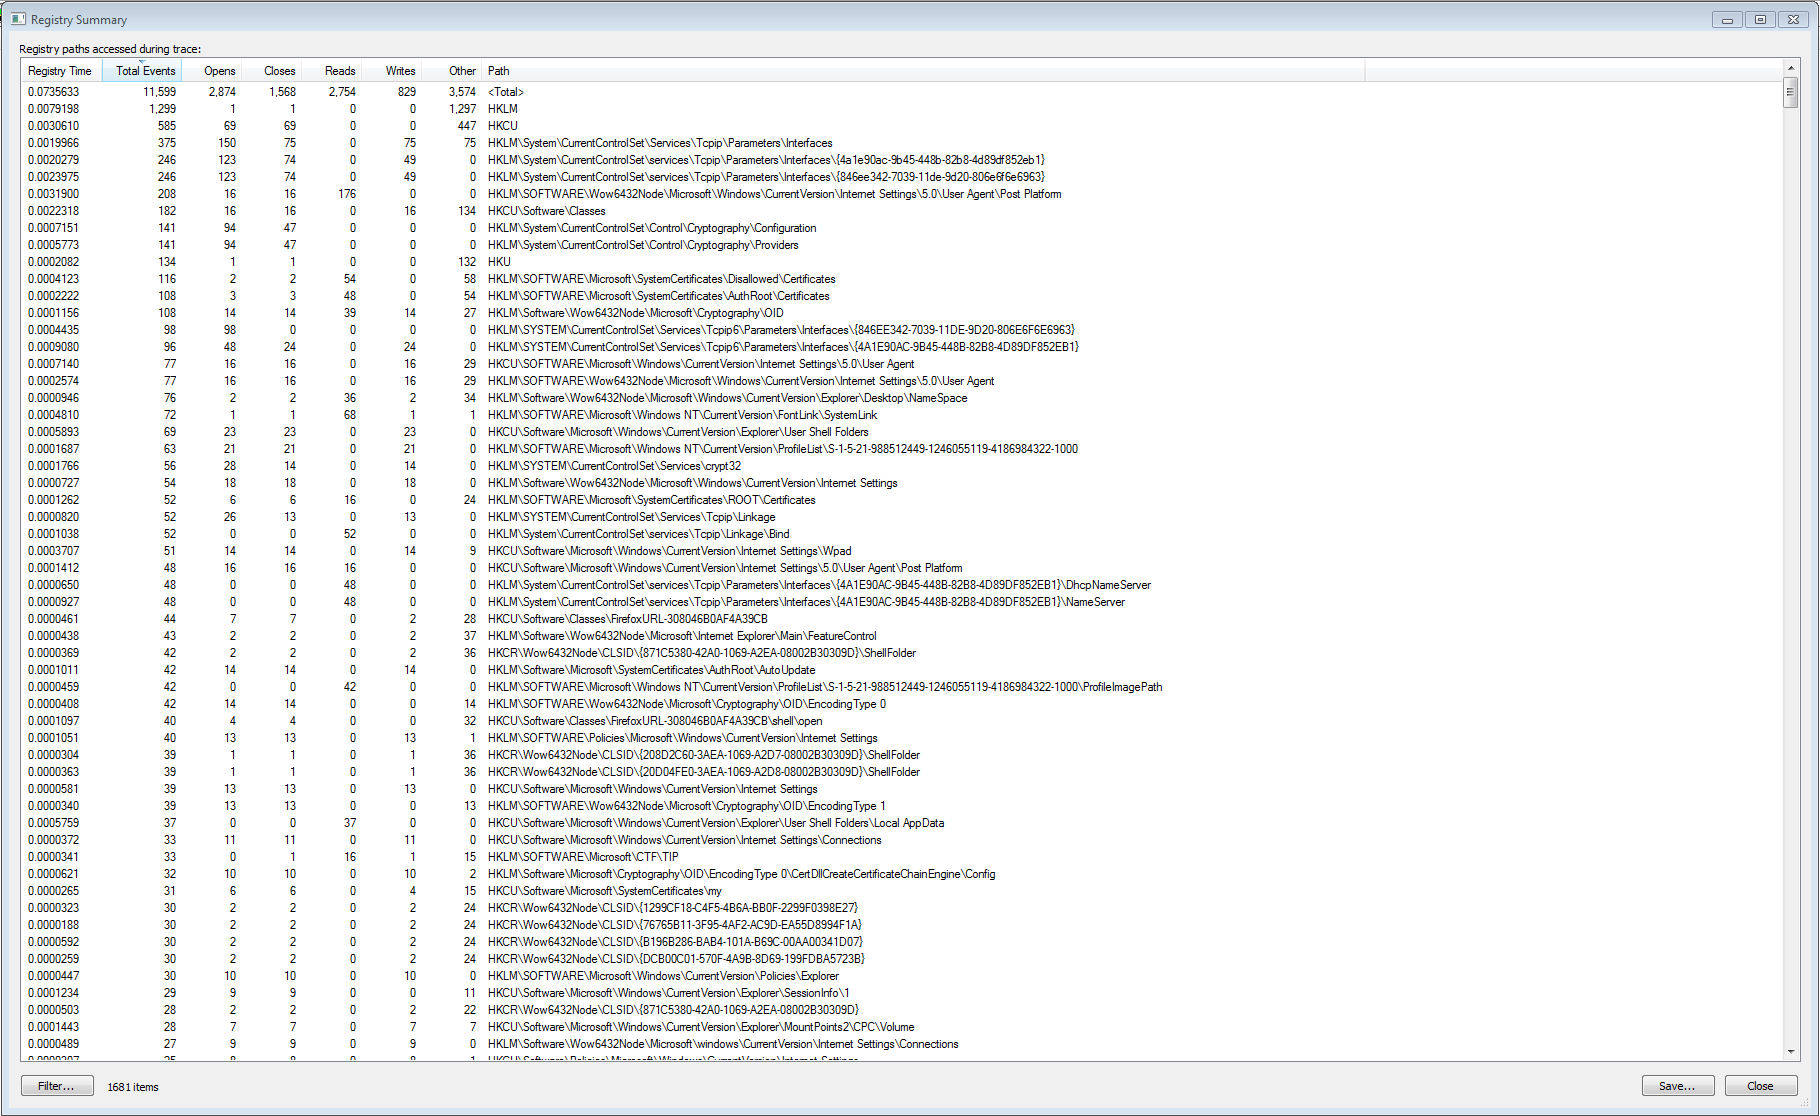 Registry Summary
Registry paths accessed during trace:
Registry Time Total Events Opens Closes Reads Writes Other Path
0.0735633 11,599 2,874 1,568 2,754 829 3,574 <Total>
0.0079198 1,299 1 1 0 0 1,297 HKLM
0.0030610 585 69 69 0 0 447 HKCU
0.0019966 375 150 75 0 75 75 HKLM\System\CurrentControlSet\Services\Tcpip\Parameters\Interfaces
0.0020279 246 123 74 0 49 0 HKLM\System\CurrentControlSet\services\Tcpip\Parameters\Interfaces\{4a1e90ac-9b45-448b-82b8-4d89df852eb1}
0.0023975 246 123 74 0 49 0 HKLM\System\CurrentControlSet\services\Tcpip\Parameters\Interfaces\{846ee342-7039-11de-9d20-806e6f6e6963}
0.0031900 208 16 16 176 0 0 HKLM\SOFTWARE\Wow6432Node\Microsoft\Windows\CurrentVersion\Internet Settings\5.0\User Agent\Post Platform
0.0022318 182 16 16 0 16 134 HKCU\Software\Classes
0.0007151 141 94 47 0 0 0 HKLM\System\CurrentControlSet\Control\Cryptography\Configuration
0.0005773 141 94 47 0 0 0 HKLM\System\CurrentControlSet\Control\Cryptography\Providers
0.0002082 134 1 1 0 0 132 HKU
0.0004123 116 2 2 54 0 58 HKLM\SOFTWARE\Microsoft\SystemCertificates\Disallowed\Certificates
0.0002222 108 3 3 48 0 54 HKLM\SOFTWARE\Microsoft\SystemCertificates\AuthRoot\Certificates
0.0001156 108 14 14 39 14 27 HKLM\Software\Wow6432Node\Microsoft\Cryptography\OID
0.0004435 98 98 0 0 0 0 HKLM\SYSTEM\CurrentControlSet\Services\Tcpip6\Parameters\Interfaces\{846EE342-7039-11DE-9D20-806E6F6E6963}
0.0009080 96 48 24 0 24 0 HKLM\SYSTEM\CurrentControlSet\Services\Tcpip6\Parameters\Interfaces\{4A1E90AC-9B45-448B-82B8-4D89DF852EB1}
0.0007140 77 16 16 0 16 29 HKCU\SOFTWARE\Microsoft\Windows\CurrentVersion\Internet Settings\5.0\User Agent
0.0002574 77 16 16 0 16 29 HKLM\SOFTWARE\Wow6432Node\Microsoft\Windows\CurrentVersion\Internet Settings\5.0\User Agent
0.0000946 76 2 2 36 2 34 HKLM\Software\Wow6432Node\Microsoft\Windows\CurrentVersion\Explorer\Desktop\NameSpace
0.0004810 72 1 1 68 1 1 HKLM\SOFTWARE\Microsoft\Windows NT\CurrentVersion\FontLink\SystemLink
0.0005893 69 23 23 0 23 0 HKCU\Software\Microsoft\Windows\CurrentVersion\Explorer\User Shell Folders
0.0001687 63 21 21 0 21 0 HKLM\SOFTWARE\Microsoft\Windows NT\CurrentVersion\ProfileList\S-1-5-21-988512449-1246055119-4186984322-1000
0.0001766 56 28 14 0 14 0 HKLM\SYSTEM\CurrentControlSet\Services\crypt32
0.0000727 54 18 18 0 18 0 HKLM\Software\Wow6432Node\Microsoft\Windows\CurrentVersion\Internet Settings
0.0001262 52 6 6 16 0 24 HKLM\SOFTWARE\Microsoft\SystemCertificates\ROOT\Certificates
0.0000820 52 26 13 0 13 0 HKLM\SYSTEM\CurrentControlSet\Services\Tcpip\Linkage
0.0001038 52 0 0 52 0 0 HKLM\System\CurrentControlSet\services\Tcpip\Linkage\Bind
0.0003707 51 14 14 0 14 9 HKCU\Software\Microsoft\Windows\CurrentVersion\Internet Settings\Wpad
0.0001412 48 16 16 16 0 0 HKCU\Software\Microsoft\Windows\CurrentVersion\Internet Settings\5.0\User Agent\Post Platform
0.0000650 48 0 0 48 0 0 HKLM\System\CurrentControlSet\services\Tcpip\Parameters\Interfaces\{4A1E90AC-9B45-448B-82B8-4D89DF852EB1}\DhcpNameServer
0.0000927 48 0 0 48 0 0 HKLM\System\CurrentControlSet\services\Tcpip\Parameters\Interfaces\{4A1E90AC-9B45-448B-82B8-4D89DF852EB1}\NameServer
0.0000461 44 7 7 0 2 28 HKCU\Software\Classes\FirefoxURL-308046B0AF4A39CB
0.0000438 43 2 2 0 2 37 HKLM\Software\Wow6432Node\Microsoft\Internet Explorer\Main\FeatureControl
0.0000369 42 2 2 0 2 36 HKCR\Wow6432Node\CLSID\{871C5380-42A0-1069-A2EA-08002B30309D}\ShellFolder
0.0001011 42 14 14 0 14 0 HKLM\Software\Microsoft\SystemCertificates\AuthRoot\AutoUpdate
0.0000459 42 0 0 42 0 0 HKLM\SOFTWARE\Microsoft\Windows NT\CurrentVersion\ProfileList\S-1-5-21-988512449-1246055119-4186984322-1000\ProfileImagePath
0.0000408 42 14 14 0 0 14 HKLM\SOFTWARE\Wow6432Node\Microsoft\Cryptography\OID\EncodingType 0
0.0001097 40 4 4 0 0 32 HKCU\Software\Classes\FirefoxURL-308046B0AF4A39CB\shell\open
0.0001051 40 13 13 0 13 1 HKLM\SOFTWARE\Policies\Microsoft\Windows\CurrentVersion\Internet Settings
0.0000304 39 1 1 0 1 36 HKCR\Wow6432Node\CLSID\{208D2C60-3AEA-1069-A2D7-08002B30309D}\ShellFolder
0.0000363 39 1 1 0 1 36 HKCR\Wow6432Node\CLSID\{20D04FE0-3AEA-1069-A2D8-08002B30309D}\ShellFolder
0.0000581 39 13 13 0 13 0 HKCU\Software\Microsoft\Windows\CurrentVersion\Internet Settings
0.0000340 39 13 13 0 0 13 HKLM\SOFTWARE\Wow6432Node\Microsoft\Cryptography\OID\EncodingType 1
0.0005759 37 0 0 37 0 0 HKCU\Software\Microsoft\Windows\CurrentVersion\Explorer\User Shell Folders\Local AppData
0.0000372 33 11 11 0 11 0 HKCU\Software\Microsoft\Windows\CurrentVersion\Internet Settings\Connections
0.0000341 33 0 1 16 1 15 HKLM\SOFTWARE\Microsoft\CTF\TIP
0.0000621 32 10 10 0 10 2 HKLM\Software\Microsoft\Cryptography\OID\EncodingType 0\CertDllCreateCertificateChainEngine\Config
0.0000265 31 6 6 0 4 15 HKCU\Software\Microsoft\SystemCertificates\my
0.0000323 30 2 2 0 2 24 HKCR\Wow6432Node\CLSID\{1299CF18-C4F5-4B6A-BB0F-2299F0398E27}
0.0000188 30 2 2 0 2 24 HKCR\Wow6432Node\CLSID\{76765B11-3F95-4AF2-AC9D-EA55D8994F1A}
0.0000592 30 2 2 0 2 24 HKCR\Wow6432Node\CLSID\{B196B286-BAB4-101A-B69C-00AA00341D07}
0.0000259 30 2 2 0 2 24 HKCR\Wow6432Node\CLSID\{DCB00C01-570F-4A9B-8D69-199FDBA5723B}
0.0000447 30 10 10 0 10 0 HKLM\SOFTWARE\Microsoft\Windows\CurrentVersion\Policies\Explorer
0.0001234 29 9 9 0 0 11 HKCU\Software\Microsoft\Windows\CurrentVersion\Explorer\SessionInfo\1
0.0000503 28 2 2 0 2 22 HKCR\Wow6432Node\CLSID\{871C5380-42A0-1069-A2EA-08002B30309D}
0.0001443 28 7 7 0 7 7 HKCU\Software\Microsoft\Windows\CurrentVersion\Explorer\MountPoints2\CPC\Volume
0.0000489 27 9 9 0 9 0 HKLM\Software\Wow6432Node\Microsoft\windows\CurrentVersion\Internet Settings\Connections
Filter... 1681 items Save... Close